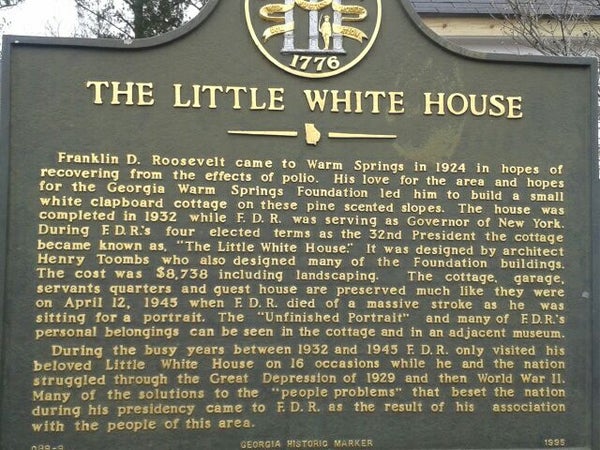 1776
THE LITTLE WHITE HOUSE
Franklin D. Roosevelt came to Warm Springs in 1924 in hopes of
recovering from the effects of polio. His love for the area and hopes
for the Georgia Warm Springs Foundation led him to build a small
white clapboard cottage on these pine scented slopes. The house was
completed in 1932 while F. D. R. was serving as Governor of New York.
During F. D. R.'s four elected terms as the 32nd President the cottage
became known as, "The Little White House." It was designed by architect
Henry Toombs who also designed many of the Foundation buildings.
The cost was $8,738 including landscaping. The cottage, garage,
servants quarters and guest house are preserved much like they were
on April 12, 1945 when F. D. R. died of a massive stroke as he was
sitting for a portrait. The "Unfinished Portrait" and many of F. D. R.'s
personal belongings can be seen in the cottage and in an adjacent museum.
During the busy years between 1932 and 1945 F. D. R. only visited his
beloved Little White House on 16 occasions while he and the nation
struggled through the Great Depression of 1929 and then World War II.
Many of the solutions to the "people problems" that beset the nation
during his presidency came to F. D. R. as the result of his association
with the people of this area.
GEORGIA HISTORIC MARKER 1995